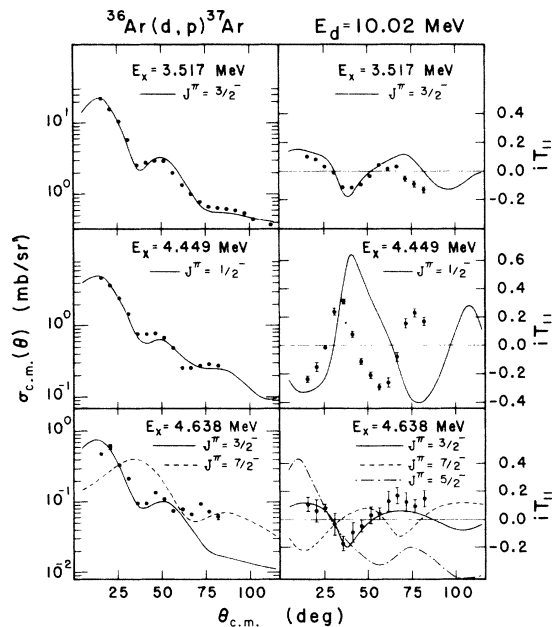 ³⁶Ar(d,p)³⁷Ar
E_d = 10.02 MeV
E_x = 3.517 MeV
J^π = 3/2⁻
E_x = 3.517 MeV
J^π = 3/2⁻
10¹
10⁰
0.4
0.2
0.0
-0.2
iT₁₁
E_x = 4.449 MeV
J^π = 1/2⁻
E_x = 4.449 MeV
J^π = 1/2⁻
10⁰
10⁻¹
0.6
0.4
0.2
0.0
-0.2
-0.4
iT₁₁
σ_c.m.(θ) (mb/sr)
E_x = 4.638 MeV
J^π = 3/2⁻
J^π = 7/2⁻
E_x = 4.638 MeV
J^π = 3/2⁻
J^π = 7/2⁻
J^π = 5/2⁻
10⁰
10⁻¹
10⁻²
0.4
0.2
0.0
-0.2
iT₁₁
25 50 75 100
25 50 75 100
θ_c.m. (deg)